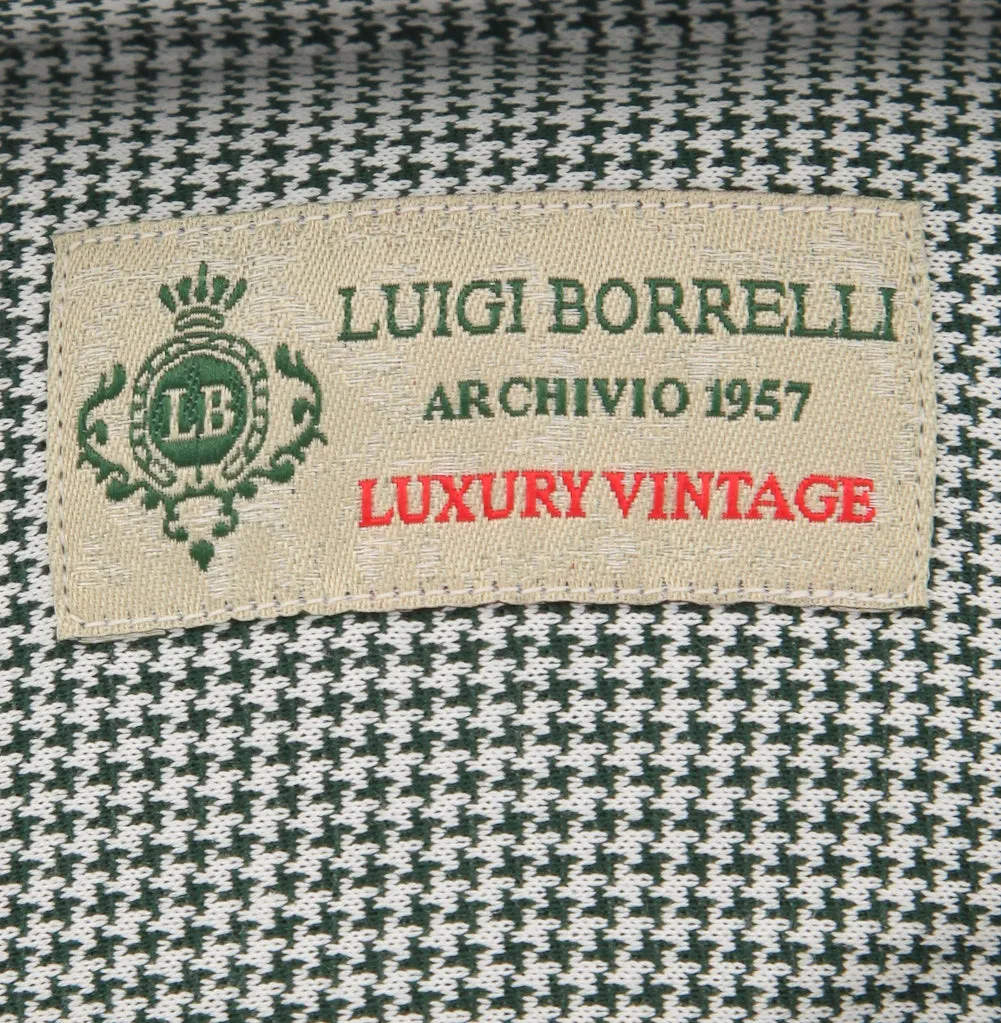 LB
LUIGI BORRELLI
ARCHIVIO 1957
LUXURY VINTAGE